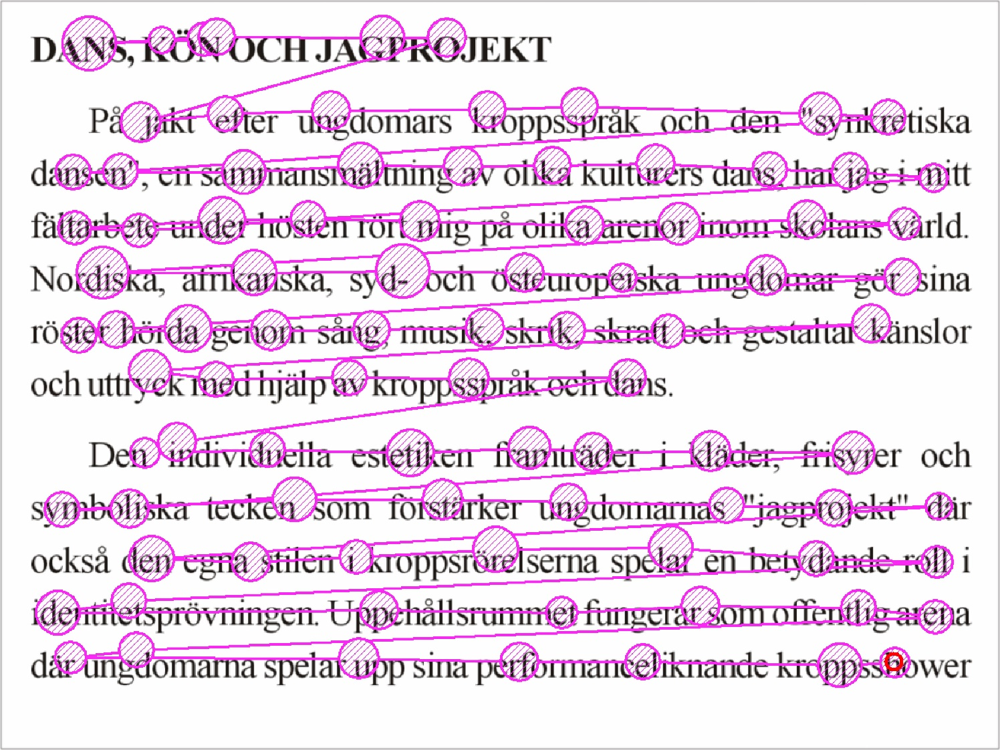 DANS, KÖN OCH JAGPROJEKT
På jakt efter ungdomars kroppsspråk och den "synkretiska
dansen", en sammansmältning av olika kulturers dans, har jag i mitt
fältarbete under hösten rört mig på olika arenor inom skolans värld.
Nordiska, afrikanska, syd- och östeuropeiska ungdomar gör sina
röster hörda genom sång, musik, skrik, skratt och gestaltar känslor
och uttryck med hjälp av kroppsspråk och dans.
Den individuella estetiken framträder i kläder, frisyrer och
symboliska tecken som förstärker ungdomarnas "jagprojekt" där
också den egna stilen i kroppsrörelserna spelar en betydande roll i
identitetsprövningen. Uppehållsrummet fungerar som offentlig arena
där ungdomarna spelar upp sina performanceliknande kroppsshower